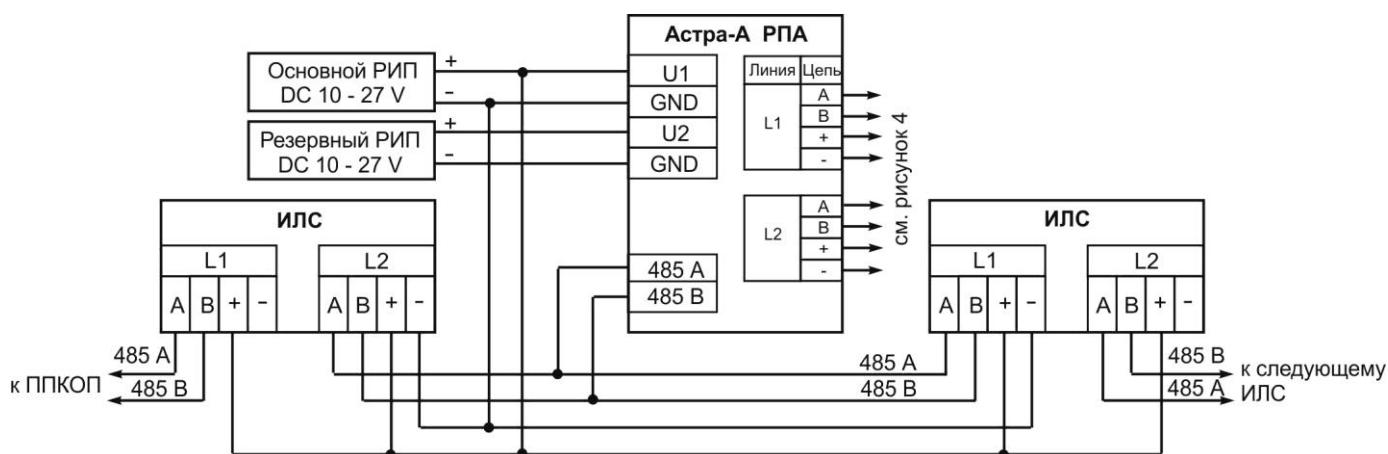 Астра-А РПА
Основной РИП
DC 10 - 27 V
+
-
Резервный РИП
DC 10 - 27 V
+
-
U1
GND
U2
GND
485 A
485 B
Линия Цепь
L1
A
B
+
-
L2
A
B
+
-
см. рисунок 4
ИЛС
L1 L2
A B + - A B + -
485 A
к ППКОП
485 B
ИЛС
L1 L2
A B + - A B + -
485 A
485 B
485 B
к следующему
485 A ИЛС